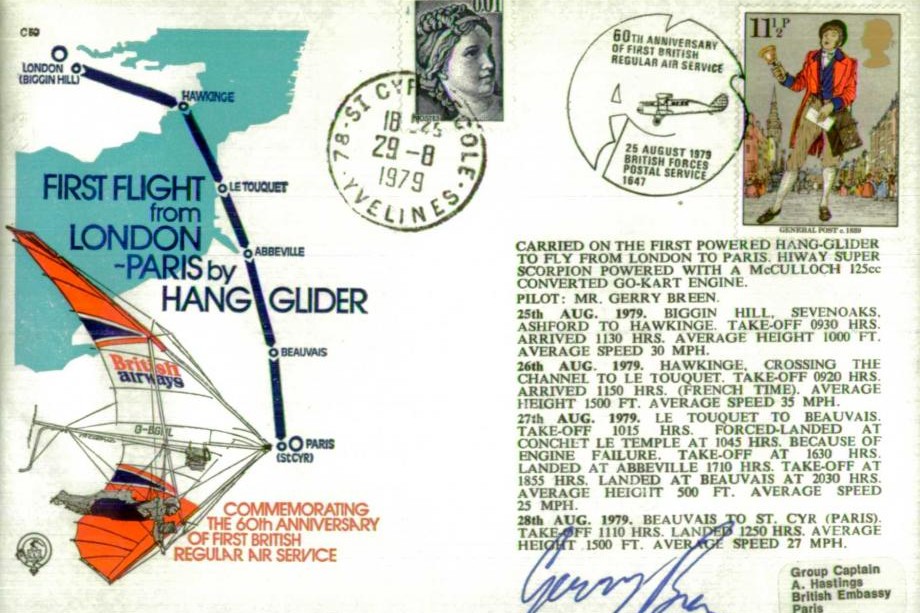 C50
LONDON
(BIGGIN HILL)
HAWKINGE
LE TOUQUET
ABBEVILLE
BEAUVAIS
PARIS
(St CYR)
FIRST FLIGHT
from
LONDON
~PARIS by
HANG GLIDER
British
airways
COMMEMORATING
THE 60th ANNIVERSARY
OF FIRST BRITISH
REGULAR AIR SERVICE
0.01
78 - ST CYR ECOLE -
18 H45
29 - 8
1979
YVELINES
60TH ANNIVERSARY
OF FIRST BRITISH
REGULAR AIR SERVICE
25 AUGUST 1979
BRITISH FORCES
POSTAL SERVICE
1647
11½P
GENERAL POST c. 1839
CARRIED ON THE FIRST POWERED HANG-GLIDER
TO FLY FROM LONDON TO PARIS. HIWAY SUPER
SCORPION POWERED WITH A McCULLOCH 125cc
CONVERTED GO-KART ENGINE.
PILOT: MR. GERRY BREEN.
25th AUG. 1979. BIGGIN HILL, SEVENOAKS,
ASHFORD TO HAWKINGE. TAKE-OFF 0930 HRS.
ARRIVED 1130 HRS. AVERAGE HEIGHT 1000 FT.
AVERAGE SPEED 30 MPH.
26th AUG. 1979. HAWKINGE, CROSSING THE
CHANNEL TO LE TOUQUET. TAKE-OFF 0920 HRS.
ARRIVED 1150 HRS. (FRENCH TIME). AVERAGE
HEIGHT 1500 FT. AVERAGE SPEED 35 MPH.
27th AUG. 1979. LE TOUQUET TO BEAUVAIS.
TAKE-OFF 1015 HRS. FORCED-LANDED AT
CONCHET LE TEMPLE AT 1045 HRS. BECAUSE OF
ENGINE FAILURE. TAKE-OFF AT 1630 HRS.
LANDED AT ABBEVILLE 1710 HRS. TAKE-OFF AT
1855 HRS. LANDED AT BEAUVAIS AT 2030 HRS.
AVERAGE HEIGHT 500 FT. AVERAGE SPEED
25 MPH.
28th AUG. 1979. BEAUVAIS TO ST. CYR (PARIS).
TAKE-OFF 1110 HRS. LANDED 1250 HRS. AVERAGE
HEIGHT 1500 FT. AVERAGE SPEED 27 MPH.
Gerry Breen
Group Captain
A. Hastings
British Embassy
Paris